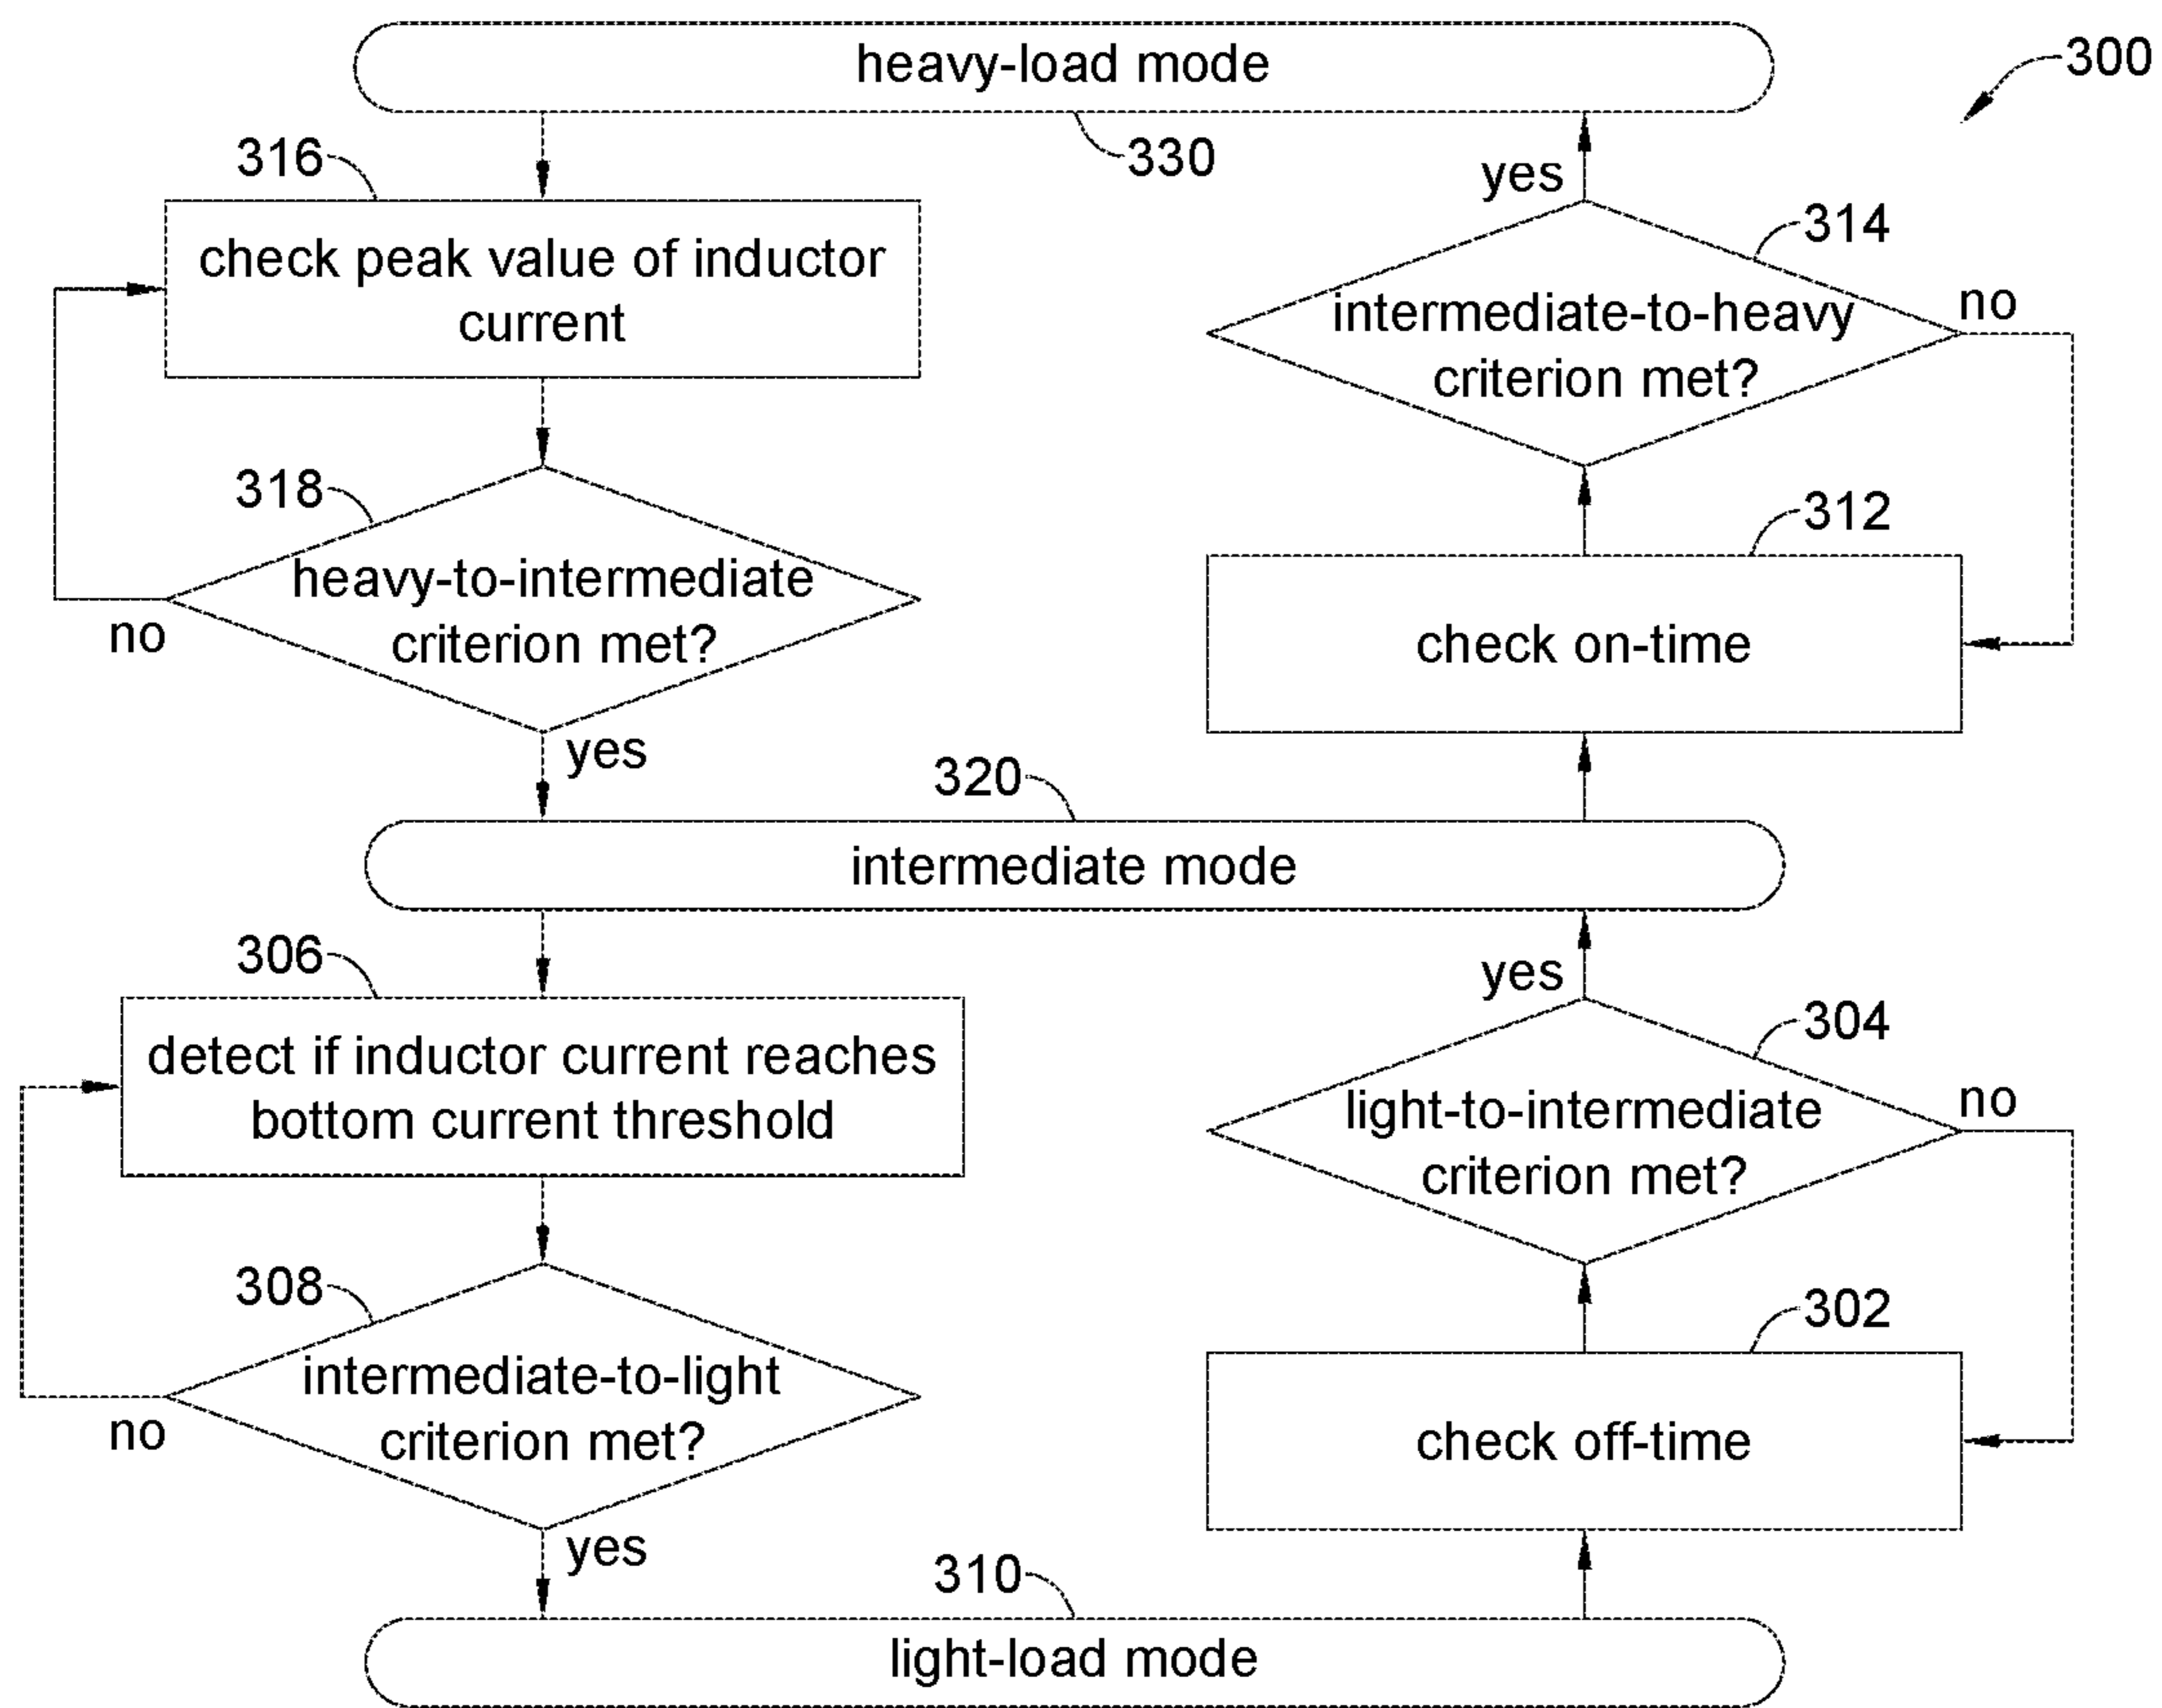 heavy-load mode
300
316
330
yes
314
check peak value of inductor
current
intermediate-to-heavy
criterion met?
no
318
312
heavy-to-intermediate
criterion met?
no
check on-time
yes
320
intermediate mode
306
yes
304
detect if inductor current reaches
bottom current threshold
light-to-intermediate
criterion met?
no
308
302
intermediate-to-light
criterion met?
no
check off-time
yes
310
light-load mode